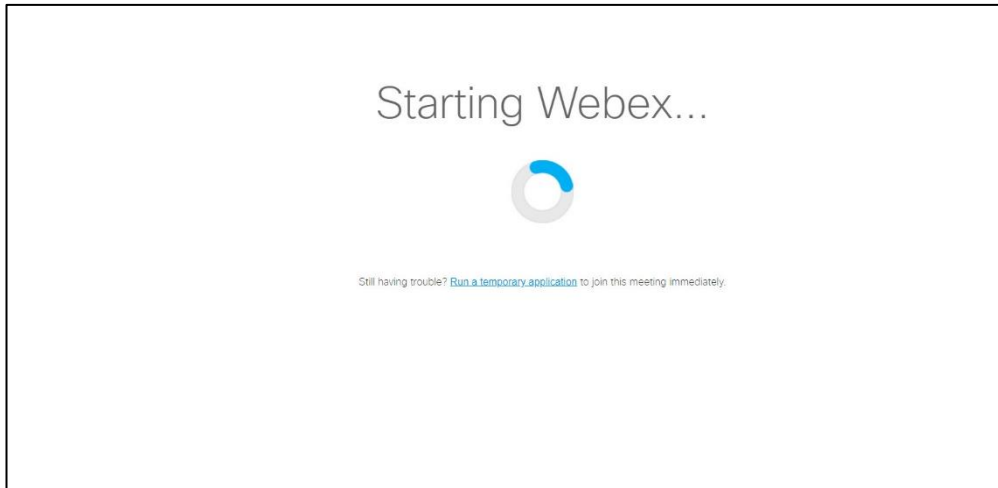 Starting Webex...
Still having trouble? Run a temporary application to join this meeting immediately.